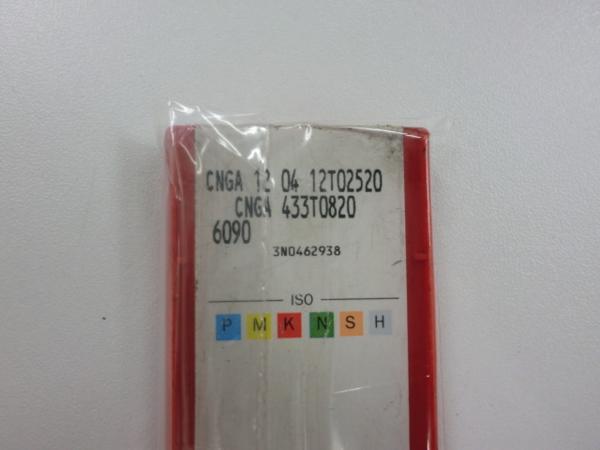 CNGA 12 04 12T02520
CNGA 433T0820
6090
3N0462938
ISO
P M K N S H